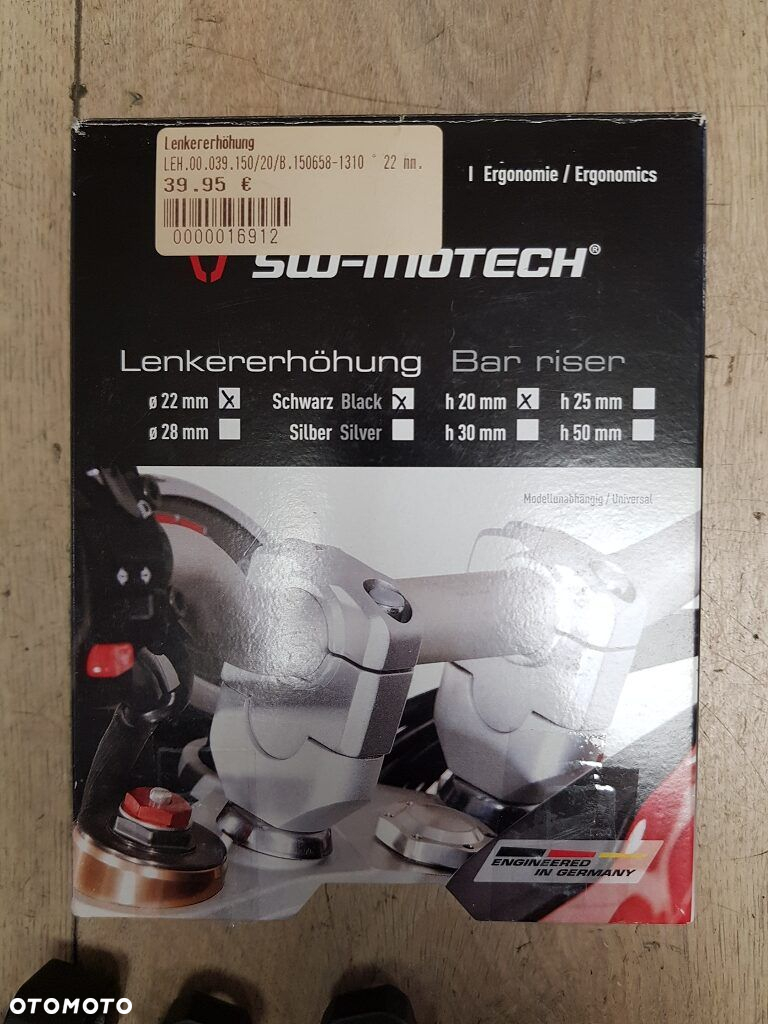 Lenkererhöhung
LEH.00.039.150/20/B.150658-1310 ° 22 mm.
39.95 €
0000016912
| Ergonomie / Ergonomics
SW-MOTECH®
Lenkererhöhung Bar riser
ø 22 mm X Schwarz Black X h 20 mm X h 25 mm
ø 28 mm Silber Silver h 30 mm h 50 mm
Modellunabhängig / Universal
ENGINEERED
IN GERMANY
OTOMOTO